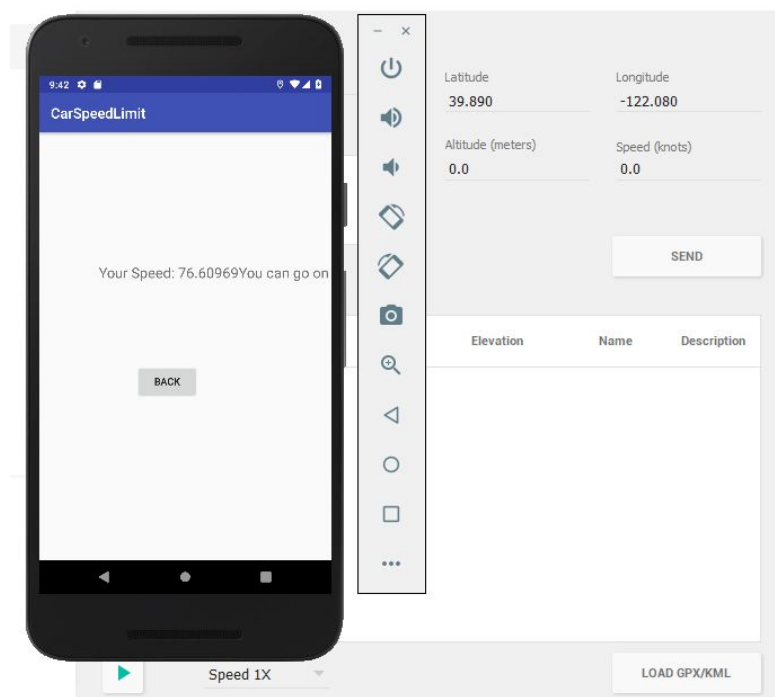 9:42
CarSpeedLimit
Your Speed: 76.60969You can go on
BACK
Latitude
Longitude
39.890
-122.080
Altitude (meters)
Speed (knots)
0.0
0.0
SEND
Elevation
Name
Description
Speed 1X
LOAD GPX/KML